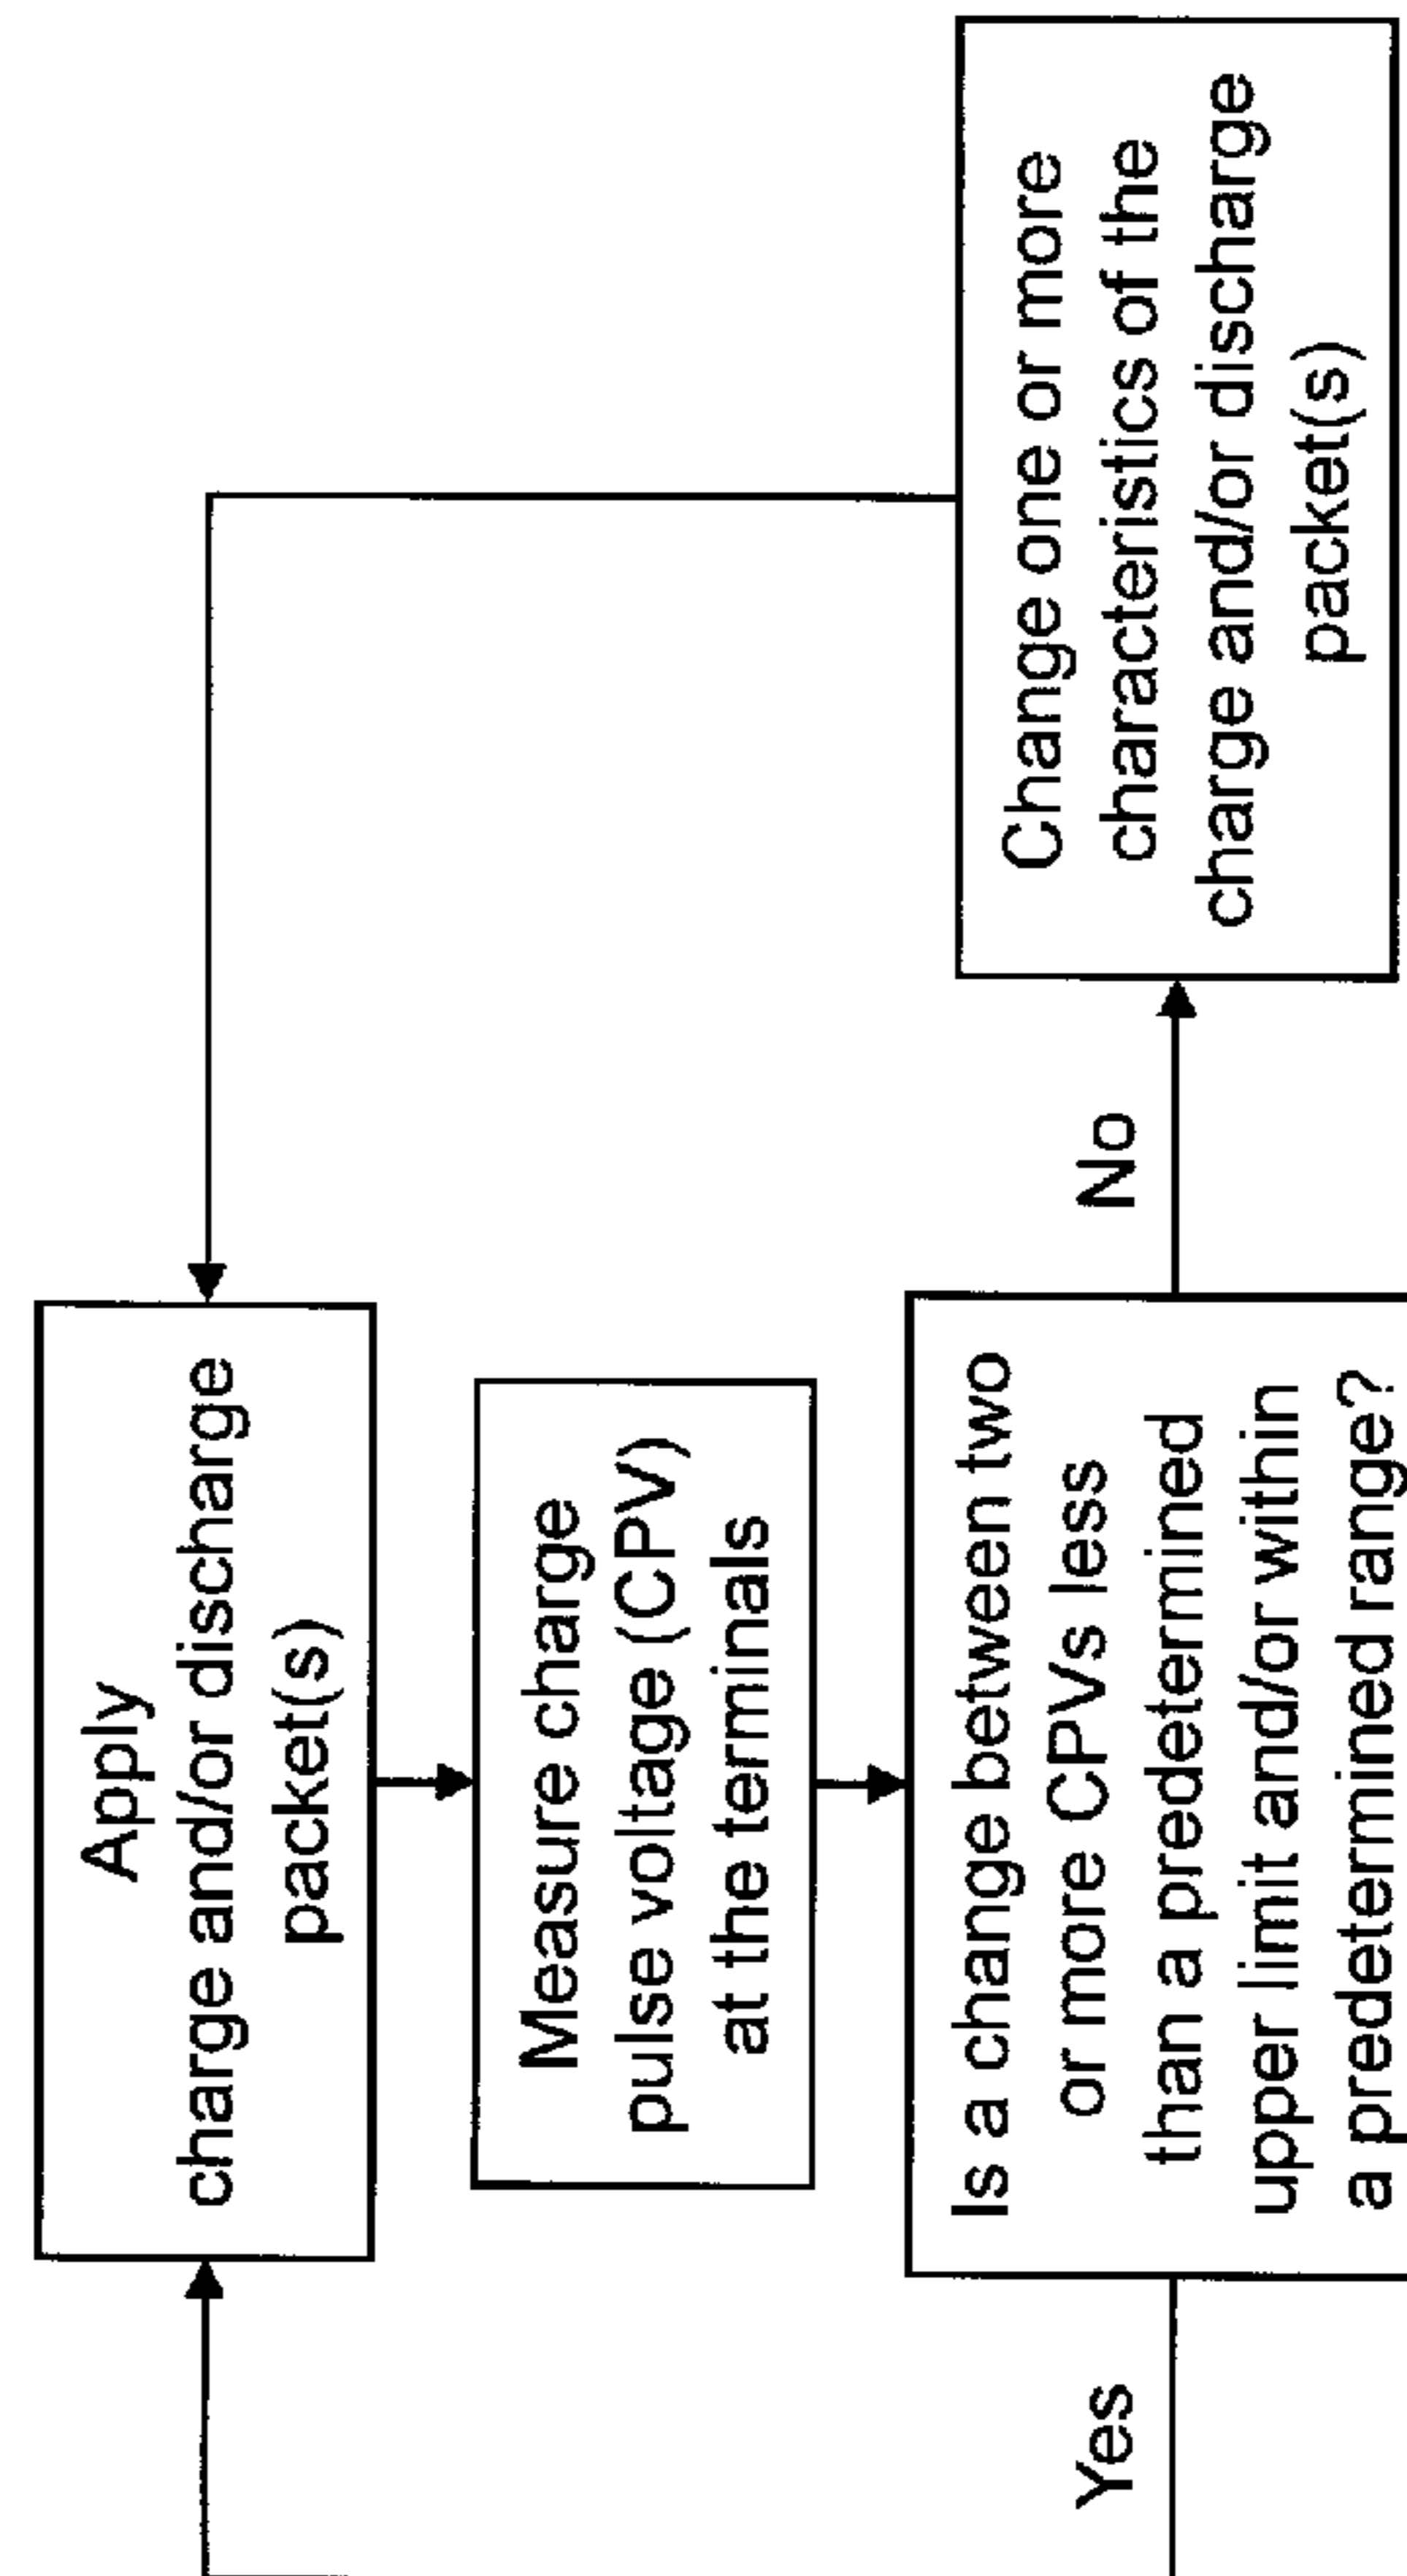 Apply
charge and/or discharge
packet(s)
Measure charge
pulse voltage (CPV)
at the terminals
Is a change between two
or more CPVs less
than a predetermined
upper limit and/or within
a predetermined range?
Yes
No
Change one or more
characteristics of the
charge and/or discharge
packet(s)